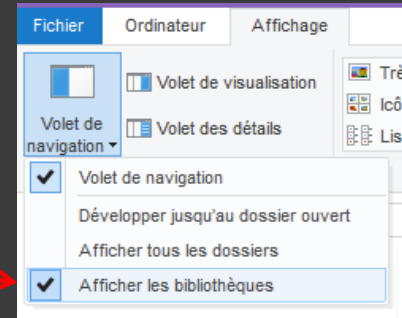 Fichier Ordinateur Affichage
Volet de navigation
Volet de visualisation
Volet des détails
Volet de navigation
Développer jusqu'au dossier ouvert
Afficher tous les dossiers
Afficher les bibliothèques